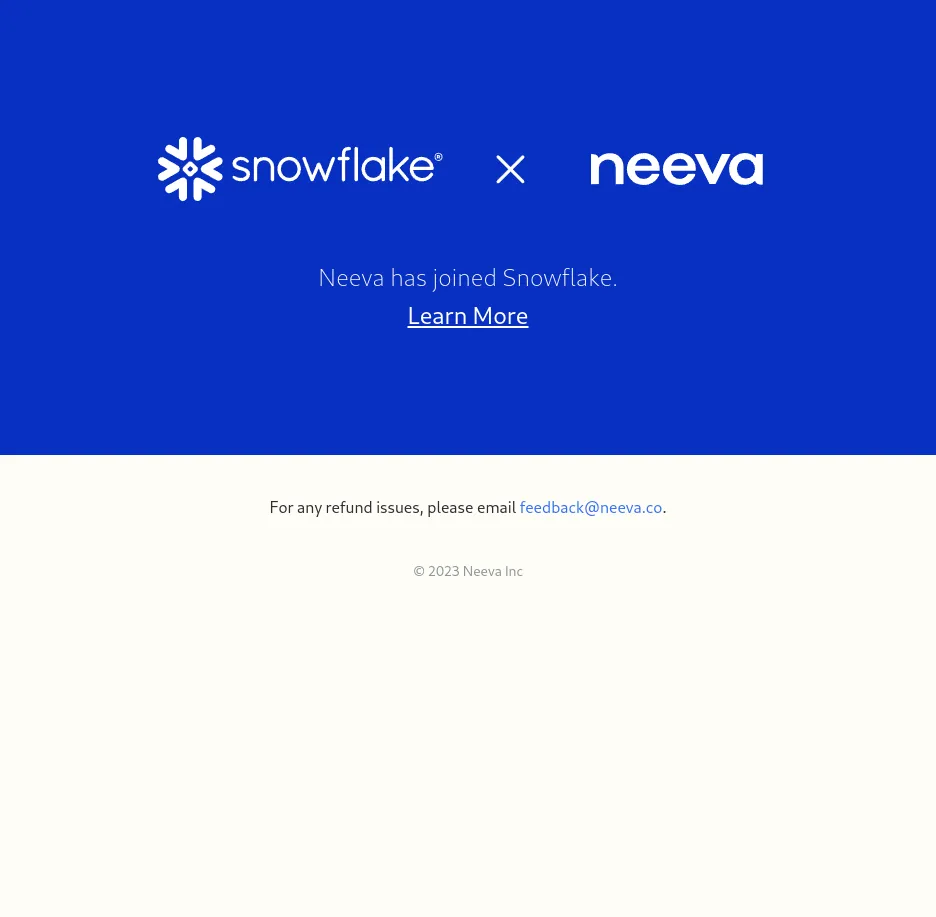 snowflake® × neeva
Neeva has joined Snowflake.
Learn More
For any refund issues, please email feedback@neeva.co.
© 2023 Neeva Inc